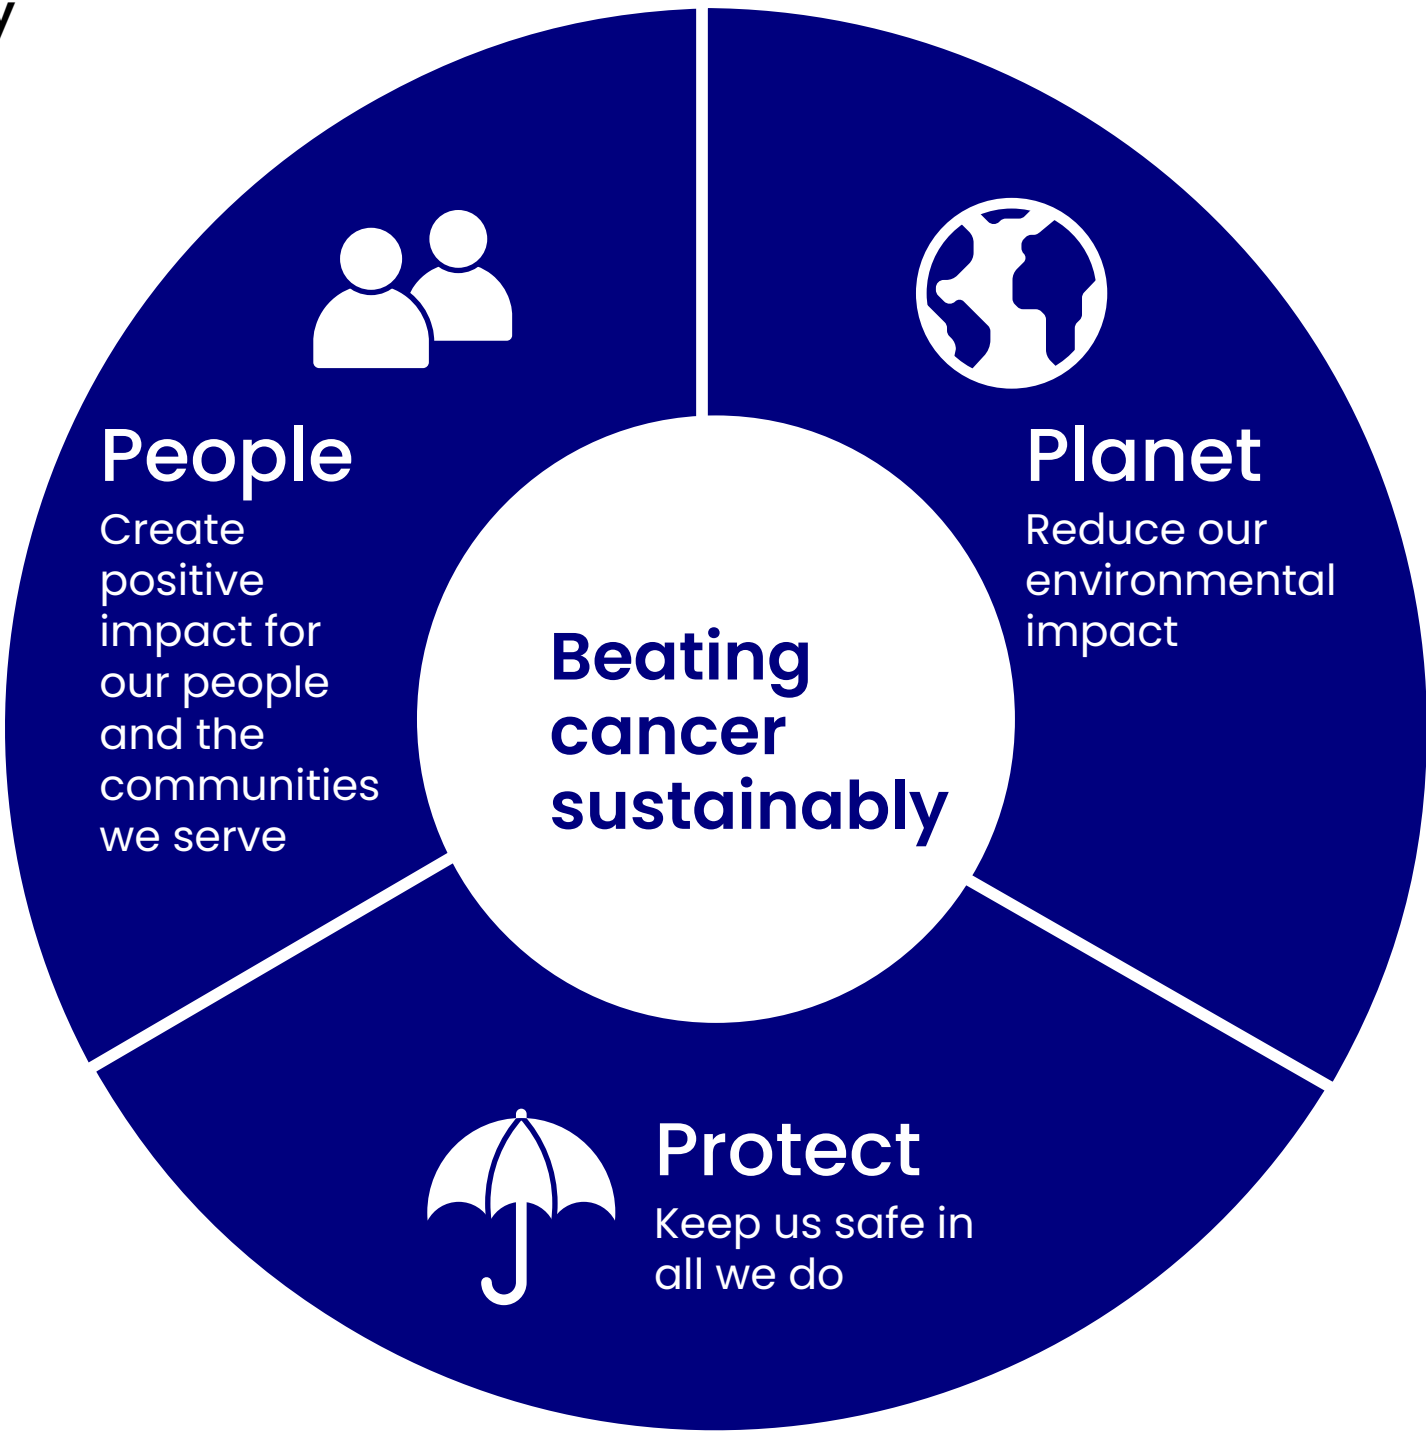 People
Create
positive
impact for
our people
and the
communities
we serve
Planet
Reduce our
environmental
impact
Beating
cancer
sustainably
Protect
Keep us safe in
all we do